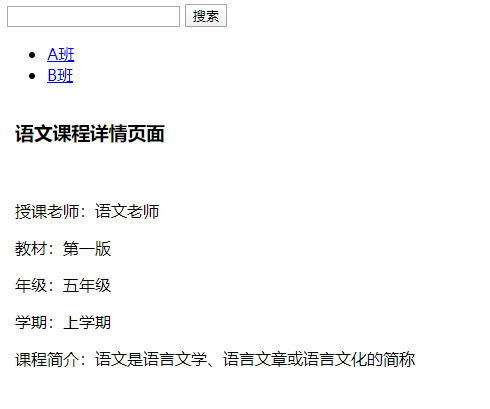 搜索
A班
B班
语文课程详情页面
授课老师：语文老师
教材：第一版
年级：五年级
学期：上学期
课程简介：语文是语言文学、语言文章或语言文化的简称